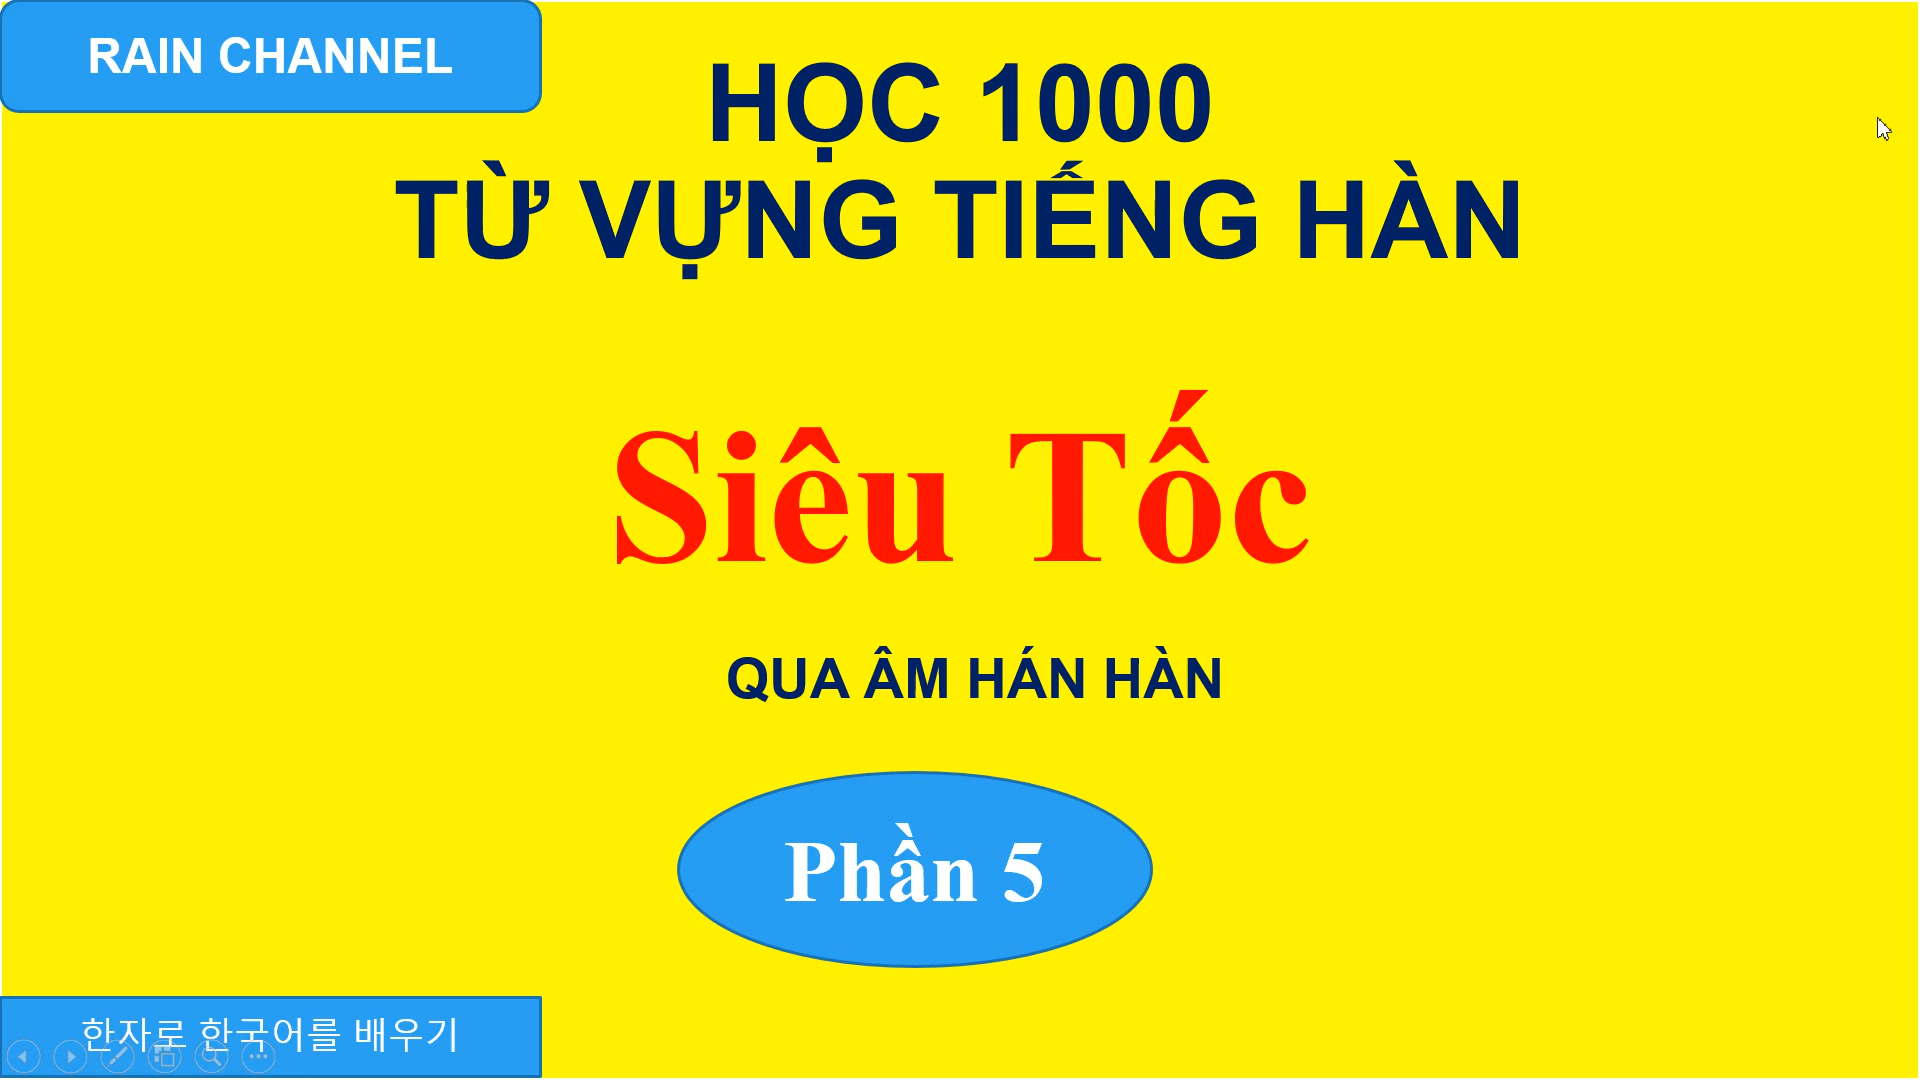 RAIN CHANNEL
HỌC 1000
TỪ VỰNG TIẾNG HÀN
Siêu Tốc
QUA ÂM HÁN HÀN
Phần 5
한자로 한국어를 배우기